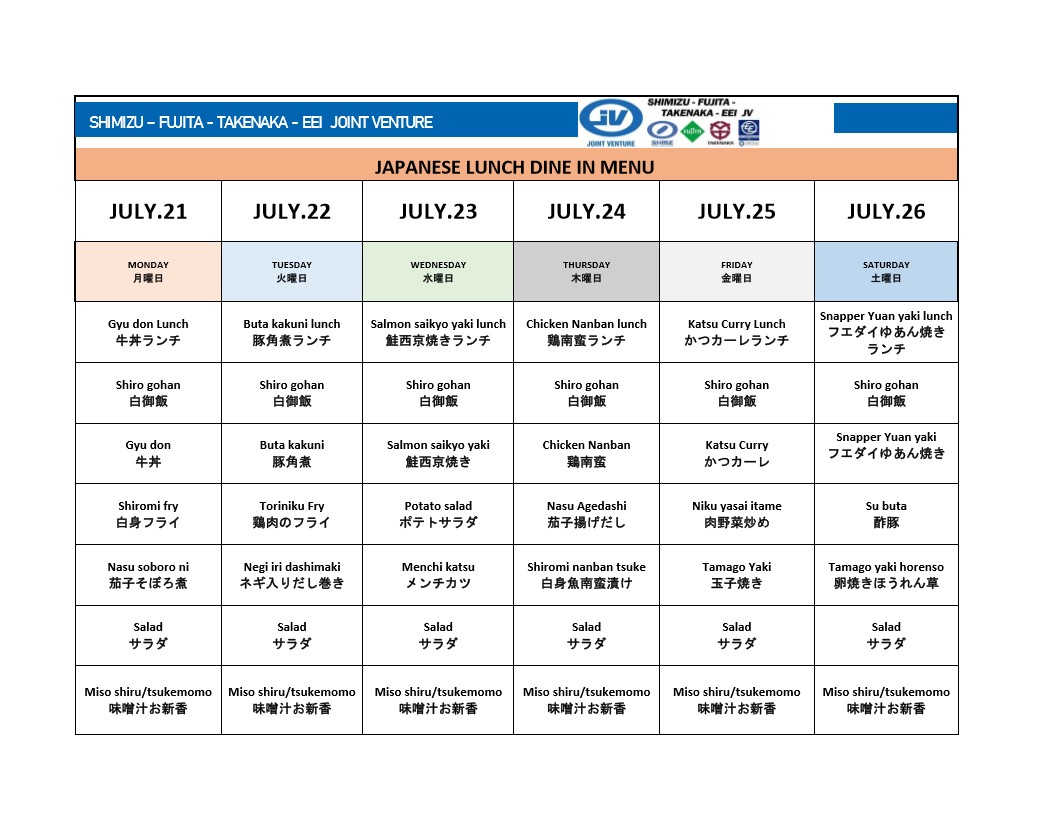 SHIMIZU – FUJITA - TAKENAKA - EEI JOINT VENTURE
JV
JOINT VENTURE
SHIMIZU - FUJITA -
TAKENAKA - EEI JV
SHIMZ
Fujita
TAKENAKA
JAPANESE LUNCH DINE IN MENU
JULY.21
JULY.22
JULY.23
JULY.24
JULY.25
JULY.26
MONDAY
月曜日
TUESDAY
火曜日
WEDNESDAY
水曜日
THURSDAY
木曜日
FRIDAY
金曜日
SATURDAY
土曜日
Gyu don Lunch
牛丼ランチ
Buta kakuni lunch
豚角煮ランチ
Salmon saikyo yaki lunch
鮭西京焼きランチ
Chicken Nanban lunch
鶏南蛮ランチ
Katsu Curry Lunch
かつカーレランチ
Snapper Yuan yaki lunch
フエダイゆあん焼き
ランチ
Shiro gohan
白御飯
Shiro gohan
白御飯
Shiro gohan
白御飯
Shiro gohan
白御飯
Shiro gohan
白御飯
Shiro gohan
白御飯
Gyu don
牛丼
Buta kakuni
豚角煮
Salmon saikyo yaki
鮭西京焼き
Chicken Nanban
鶏南蛮
Katsu Curry
かつカーレ
Snapper Yuan yaki
フエダイゆあん焼き
Shiromi fry
白身フライ
Toriniku Fry
鶏肉のフライ
Potato salad
ポテトサラダ
Nasu Agedashi
茄子揚げだし
Niku yasai itame
肉野菜炒め
Su buta
酢豚
Nasu soboro ni
茄子そぼろ煮
Negi iri dashimaki
ネギ入りだし巻き
Menchi katsu
メンチカツ
Shiromi nanban tsuke
白身魚南蛮漬け
Tamago Yaki
玉子焼き
Tamago yaki horenso
卵焼きほうれん草
Salad
サラダ
Salad
サラダ
Salad
サラダ
Salad
サラダ
Salad
サラダ
Salad
サラダ
Miso shiru/tsukemomo
味噌汁お新香
Miso shiru/tsukemomo
味噌汁お新香
Miso shiru/tsukemomo
味噌汁お新香
Miso shiru/tsukemomo
味噌汁お新香
Miso shiru/tsukemomo
味噌汁お新香
Miso shiru/tsukemomo
味噌汁お新香